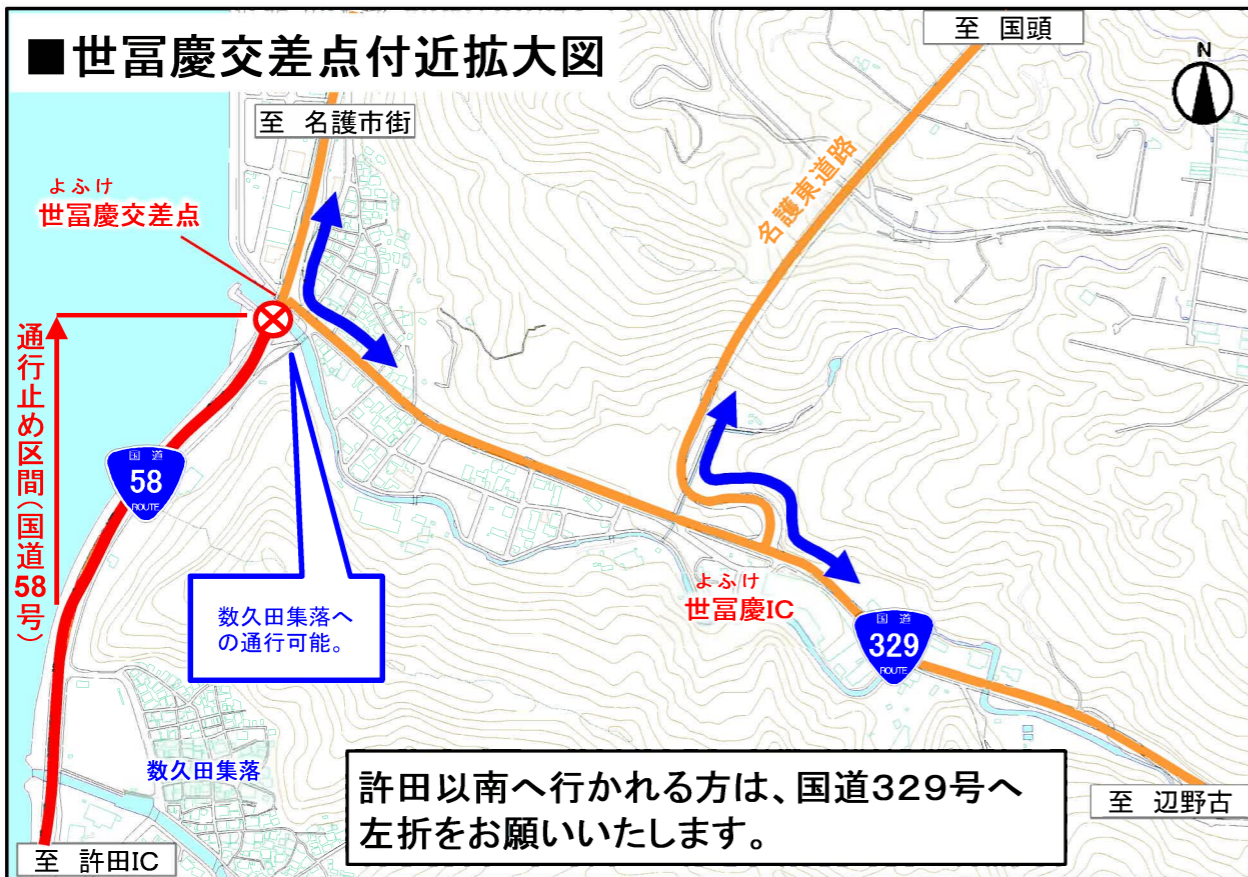 ■世冨慶交差点付近拡大図
至 国頭
N
至 名護市街
よふけ
世冨慶交差点
名護東道路
通行止め区間(国道58号)
国道
58
ROUTE
数久田集落へ
の通行可能。
よふけ
世冨慶IC
国道
329
ROUTE
数久田集落
許田以南へ行かれる方は、国道329号へ
左折をお願いいたします。
至 辺野古
至 許田IC